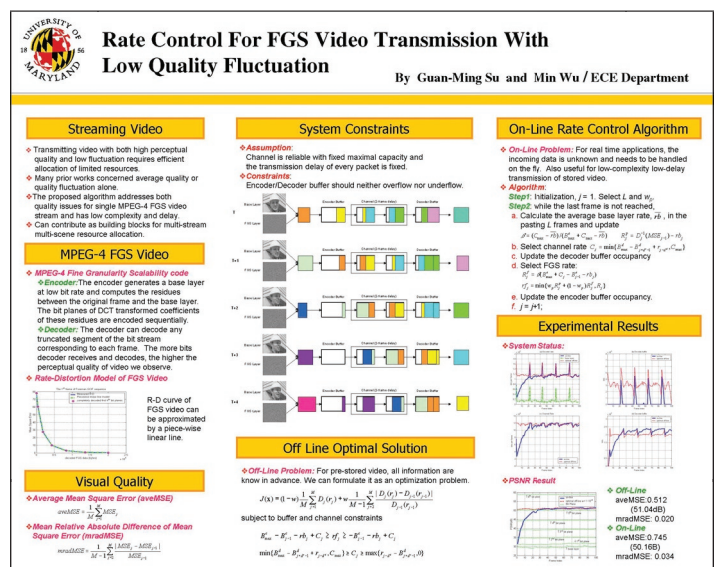 UNIVERSITY OF
18 56
MARYLAND
Rate Control For FGS Video Transmission With
Low Quality Fluctuation
By Guan-Ming Su and Min Wu / ECE Department
Streaming Video
Transmitting video with both high perceptual
quality and low fluctuation requires efficient
allocation of limited resources.
Many prior works concerned average quality or
quality fluctuation alone.
The proposed algorithm addresses both
quality issues for single MPEG-4 FGS video
stream and has low complexity and delay.
Can contribute as building blocks for multi-stream
multi-scene resource allocation.
MPEG-4 FGS Video
MPEG-4 Fine Granularity Scalability code
Encoder:The encoder generates a base layer
at low bit rate and computes the residues
between the original frame and the base layer.
The bit planes of DCT transformed coefficients
of these residues are encoded sequentially.
Decoder: The decoder can decode any
truncated segment of the bit stream
corresponding to each frame. The more bits
decoder receives and decodes, the higher the
perceptual quality of video we observe.
Rate-Distortion Model of FGS Video
R-D curve of
FGS video can
be approximated
by a piece-wise
linear line.
Visual Quality
Average Mean Square Error (aveMSE)
Mean Relative Absolute Difference of Mean
Square Error (mradMSE)
System Constraints
Assumption:
Channel is reliable with fixed maximal capacity and
the transmission delay of every packet is fixed.
Constraints:
Encoder/Decoder buffer should neither overflow nor underflow.
Off Line Optimal Solution
Off-Line Problem: For pre-stored video, all information are
know in advance. We can formulate it as an optimization problem.
subject to buffer and channel constraints
On-Line Rate Control Algorithm
On-Line Problem: For real time applications, the
incoming data is unknown and needs to be handled
on the fly. Also useful for low-complexity low-delay
transmission of stored video.
Algorithm:
Step1: Initialization, j= 1. Select L and
Step2: while the last frame is not reached,
a. Calculate the average base layer rate, , in the
pasting L frames and update
b. Select channel rate
c. Update the decoder buffer occupancy
d. Select FGS rate:
e. Update the encoder buffer occupancy.
f. j = j+1;
Experimental Results
System Status:
PSNR Result
Off-Line
aveMSE:0.512
(51.04dB)
mradMSE: 0.020
On-Line
aveMSE:0.745
(50.16B)
mradMSE: 0.034